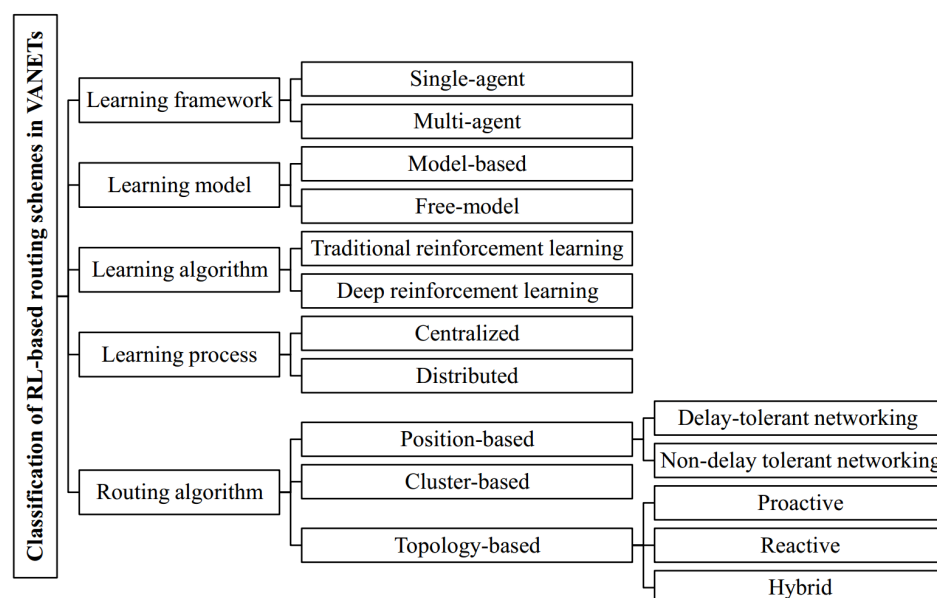 Classification of RL-based routing schemes in VANETs
Learning framework
Single-agent
Multi-agent
Learning model
Model-based
Free-model
Learning algorithm
Traditional reinforcement learning
Deep reinforcement learning
Learning process
Centralized
Distributed
Routing algorithm
Position-based
Delay-tolerant networking
Non-delay tolerant networking
Cluster-based
Topology-based
Proactive
Reactive
Hybrid